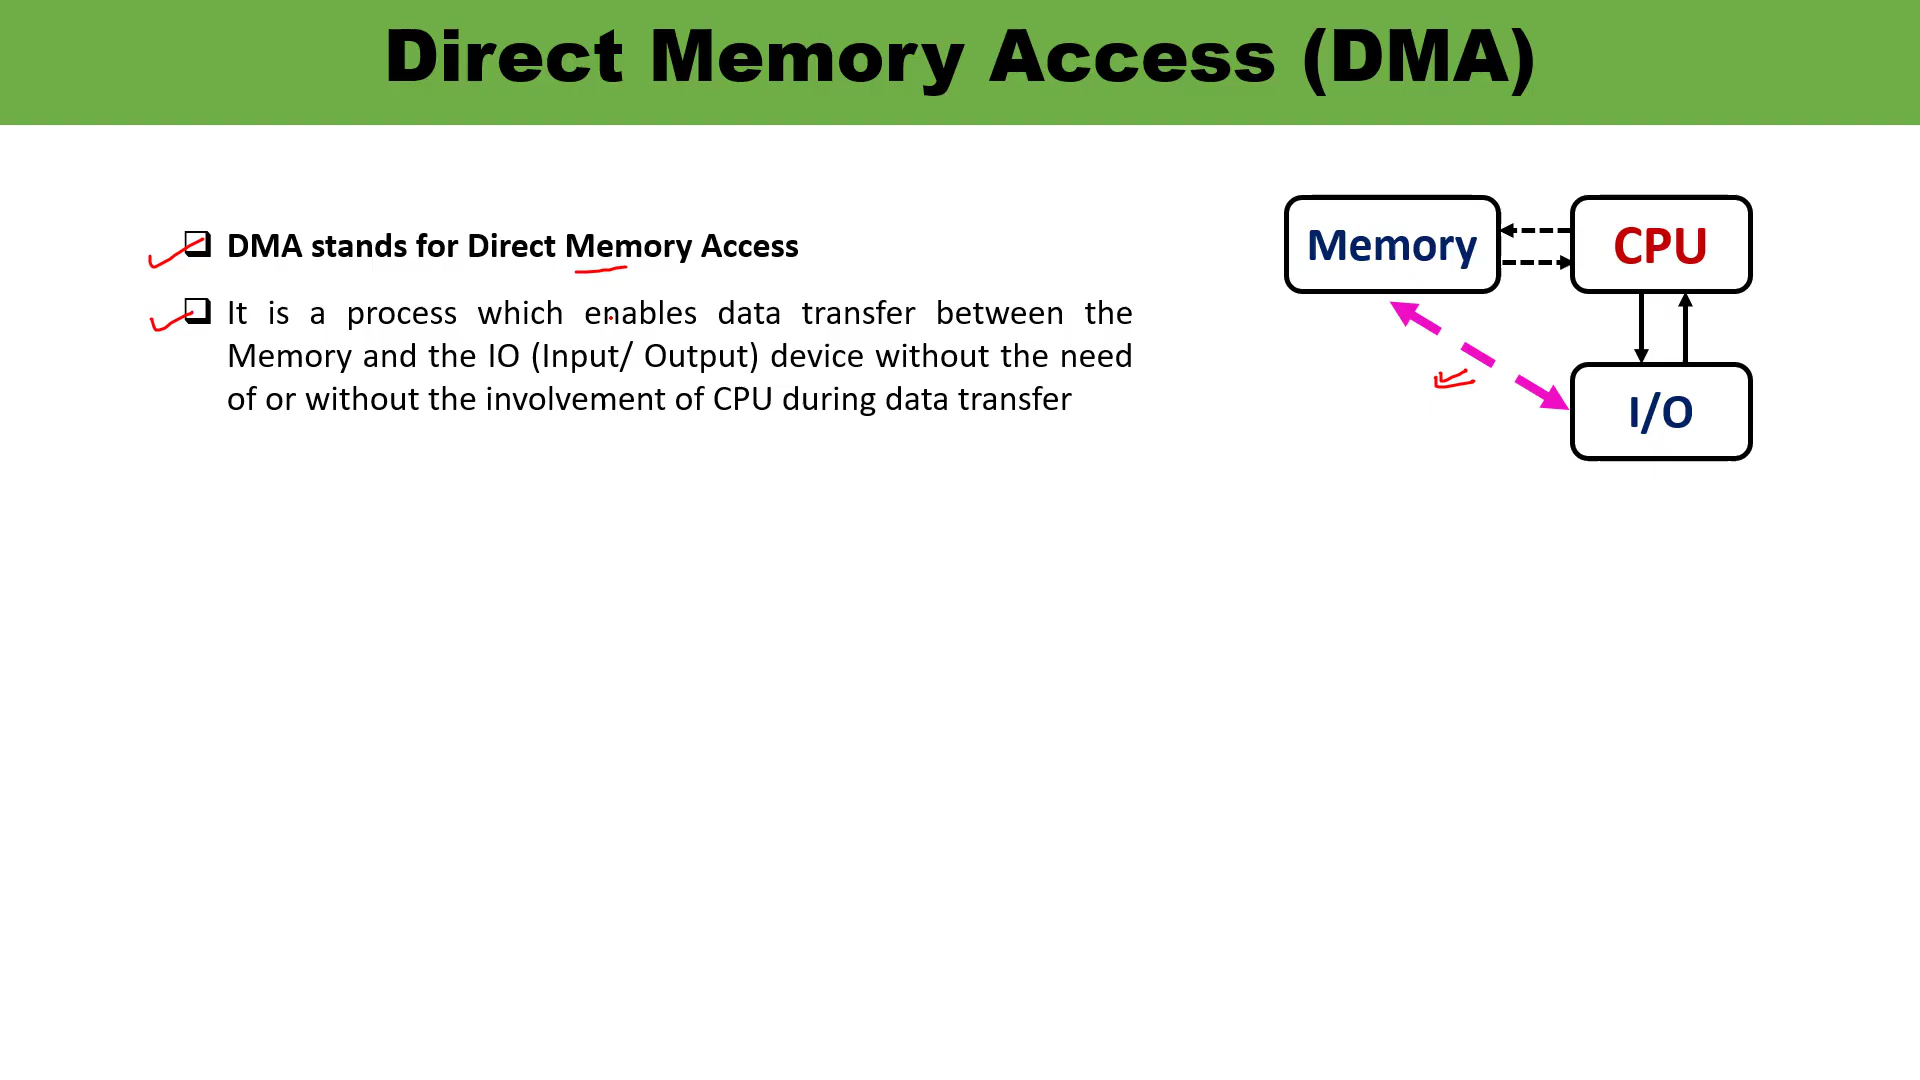 Direct Memory Access (DMA)
DMA stands for Direct Memory Access
It is a process which enables data transfer between the
Memory and the IO (Input/ Output) device without the need
of or without the involvement of CPU during data transfer
Memory
CPU
I/O